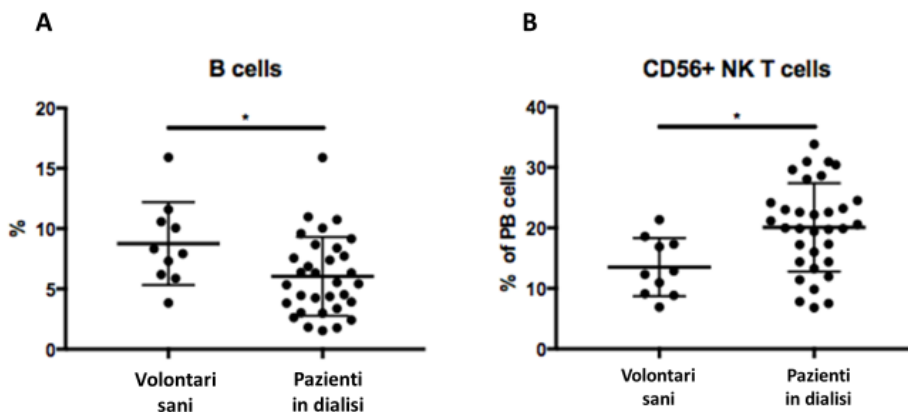 A
B cells
*
20
15
10
5
0
%
Volontari
sani
Pazienti
in dialisi
B
CD56+ NK T cells
*
40
30
20
10
0
% of PB cells
Volontari
sani
Pazienti
in dialisi